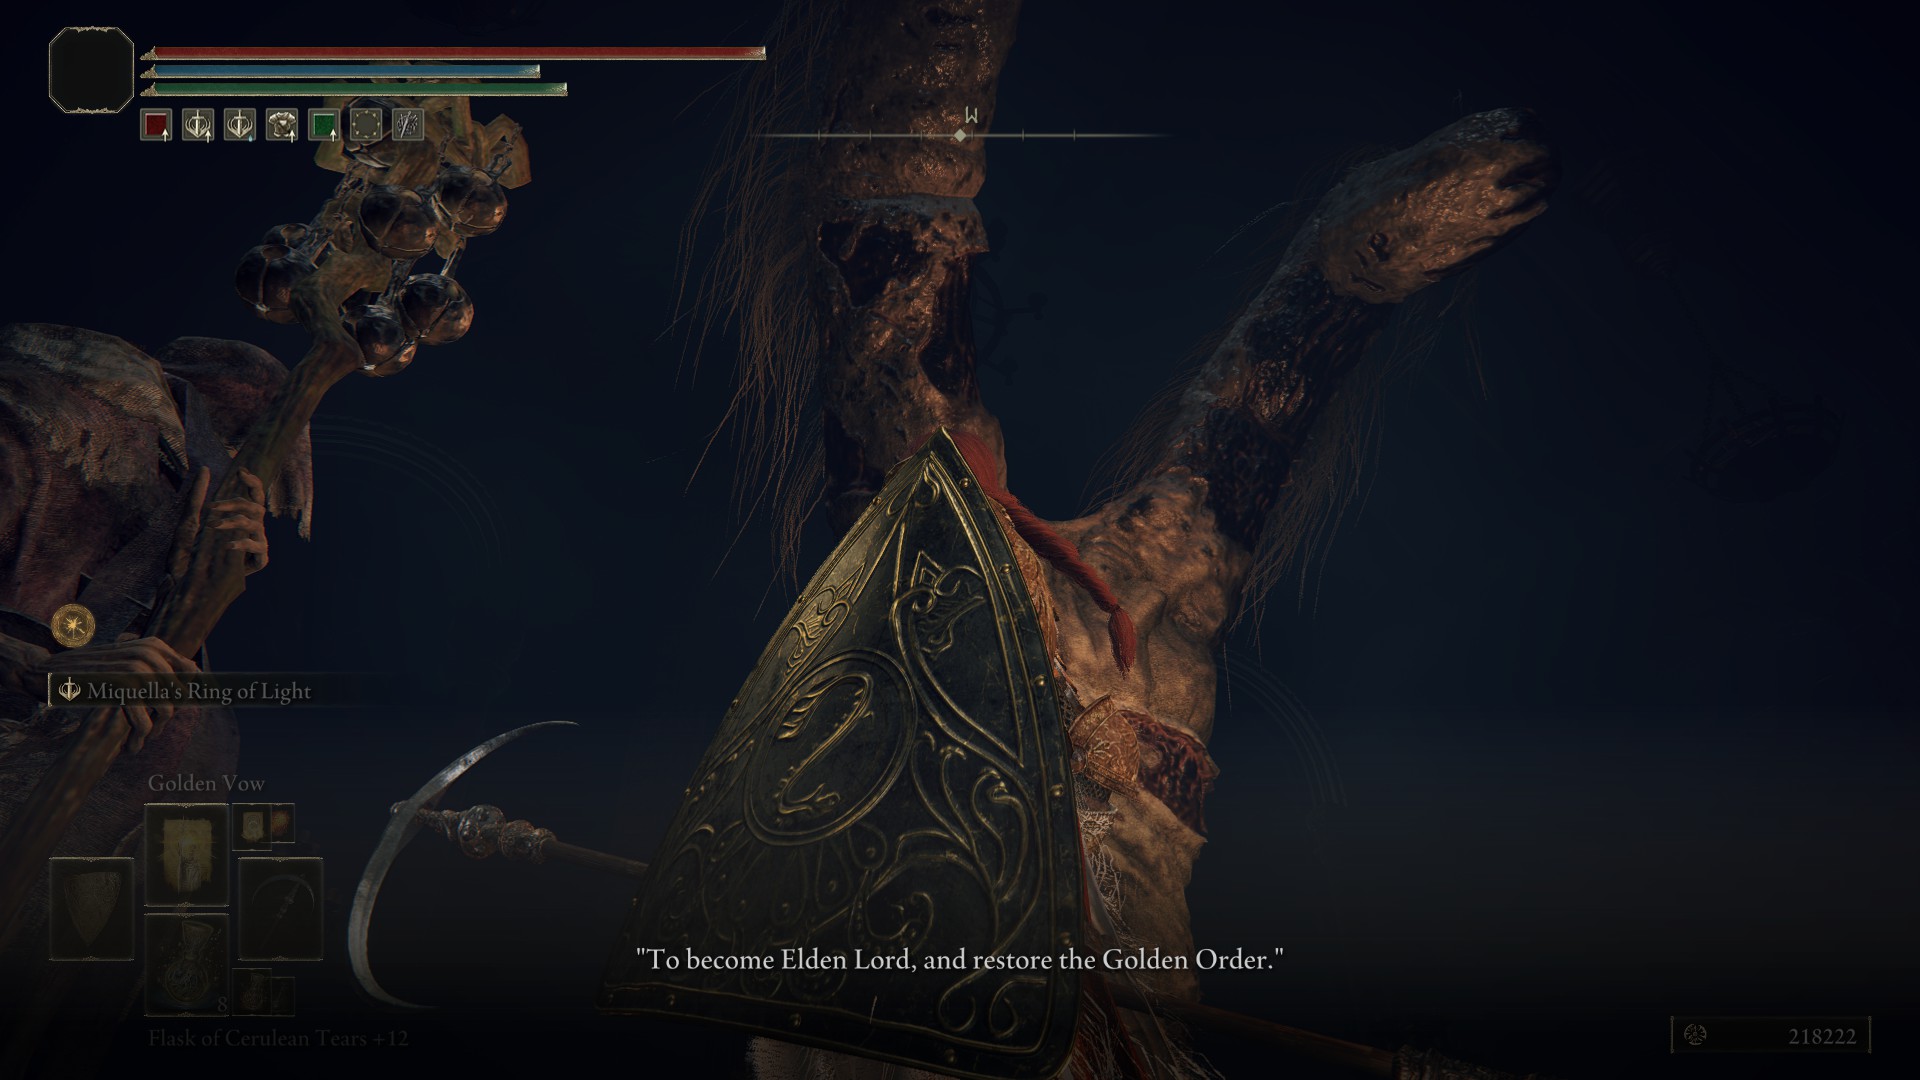 W
Miquella's Ring of Light
Golden Vow
8
Flask of Cerulean Tears +12
"To become Elden Lord, and restore the Golden Order."
218222